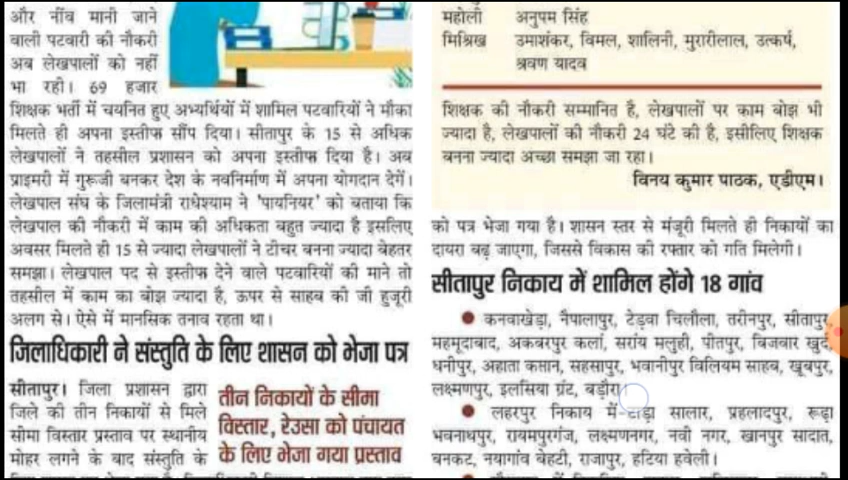 और नींव मानी जाने
वाली पटवारी की नौकरी
अब लेखपालों को नहीं
भा रही। 69 हजार
शिक्षक भर्ती में चयनित हुए अभ्यर्थियों में शामिल पटवारियों ने मौका
मिलते ही अपना इस्तीफ सौंप दिया। सीतापुर के 15 से अधिक
लेखपालों ने तहसील प्रशासन को अपना इस्तीफ दिया है। अब
प्राइमरी में गुरूजी बनकर देश के नवनिर्माण में अपना योगदान देगें।
लेखपाल संघ के जिलामंत्री राधेश्याम ने 'पायनियर' को बताया कि
लेखपाल की नौकरी में काम की अधिकता बहुत ज्यादा है इसलिए
अवसर मिलते ही 15 से ज्यादा लेखपालों ने टीचर बनना ज्यादा बेहतर
समझा। लेखपाल पद से इस्तीफ देने वाले पटवारियों की माने तो
तहसील में काम का बोझ ज्यादा है, ऊपर से साहब की जी हुजूरी
अलग से। ऐसे में मानसिक तनाव रहता था।
जिलाधिकारी ने संस्तुति के लिए शासन को भेजा पत्र
सीतापुर। जिला प्रशासन द्वारा
जिले की तीन निकायों से मिले
सीमा विस्तार प्रस्ताव पर स्थानीय
मोहर लगने के बाद संस्तुति के
तीन निकायों के सीमा
विस्तार, रेउसा को पंचायत
के लिए भेजा गया प्रस्ताव
महोली अनुपम सिंह
मिश्रिख उमाशंकर, विमल, शालिनी, मुरारीलाल, उत्कर्ष,
श्रवण यादव
शिक्षक की नौकरी सम्मानित है, लेखपालों पर काम बोझ भी
ज्यादा है, लेखपालों की नौकरी 24 घंटे की है, इसीलिए शिक्षक
बनना ज्यादा अच्छा समझा जा रहा।
विनय कुमार पाठक, एडीएम।
को पत्र भेजा गया है। शासन स्तर से मंजूरी मिलते ही निकायों का
दायरा बढ़ जाएगा, जिससे विकास की रफ्तार को गति मिलेगी।
सीतापुर निकाय में शामिल होंगे 18 गांव
● कनवाखेड़ा, नैपालापुर, टेड़वा चिलौला, तरीनपुर, सीतापुर
महमूदाबाद, अकबरपुर कलां, सरांय मलुही, पीतपुर, बिजवार खुर्द,
धनीपुर, अहाता कप्तान, सहसापुर, भवानीपुर विलियम साहब, खूबपुर,
लक्ष्मणपुर, इलसिया ग्रंट, बड़ौरा
● लहरपुर निकाय में टाड़ा सालार, प्रहलादपुर, रूढ़ा
भवनाथपुर, रायमपुरगंज, लक्ष्मणनगर, नवी नगर, खानपुर सादात,
बनकट, नयागांव बेहटी, राजापुर, हटिया हवेली।